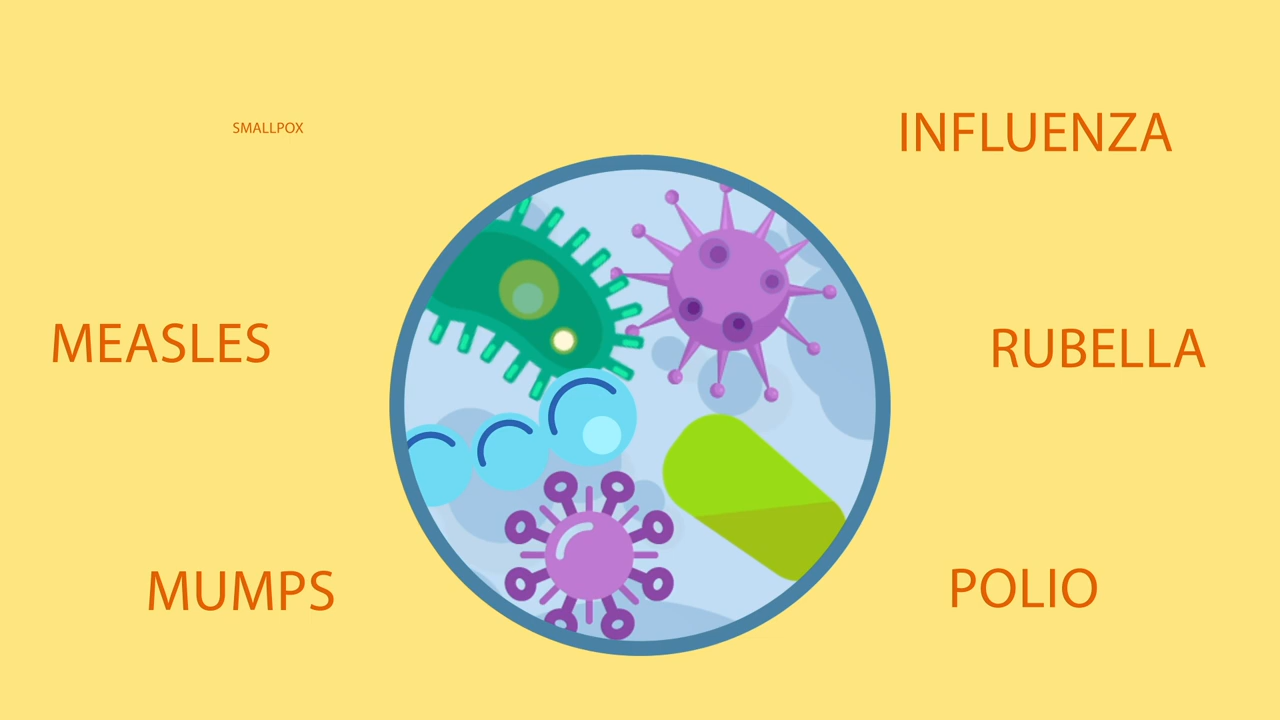 SMALLPOX
INFLUENZA
MEASLES
RUBELLA
MUMPS
POLIO